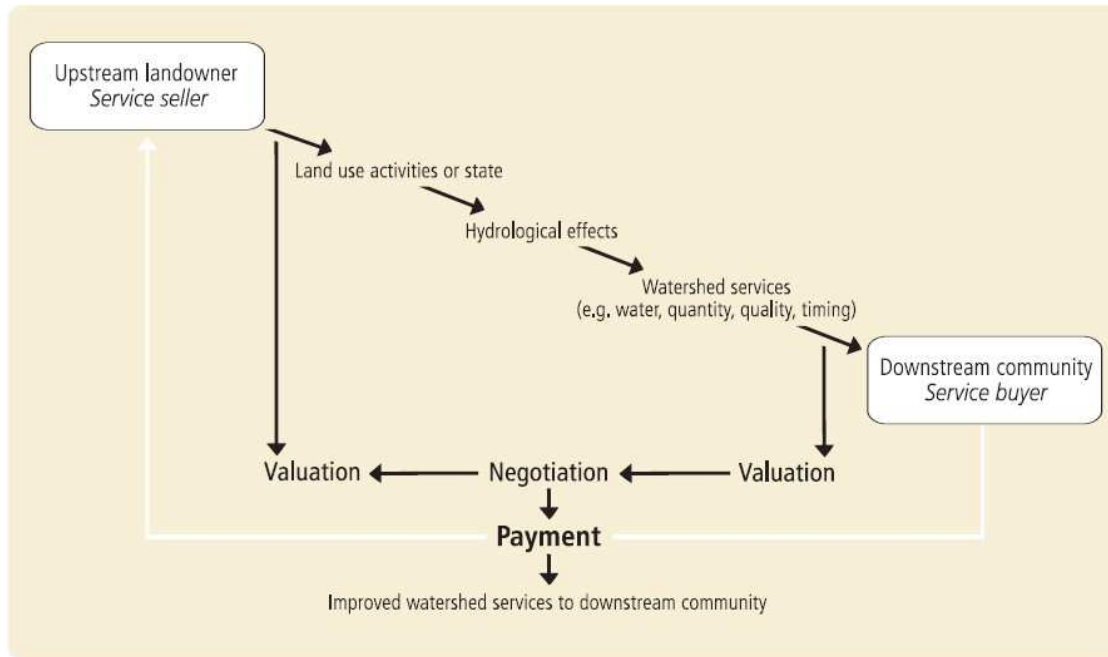 Upstream landowner
Service seller
Land use activities or state
Hydrological effects
Watershed services
(e.g. water, quantity, quality, timing)
Downstream community
Service buyer
Valuation
Negotiation
Valuation
Payment
Improved watershed services to downstream community